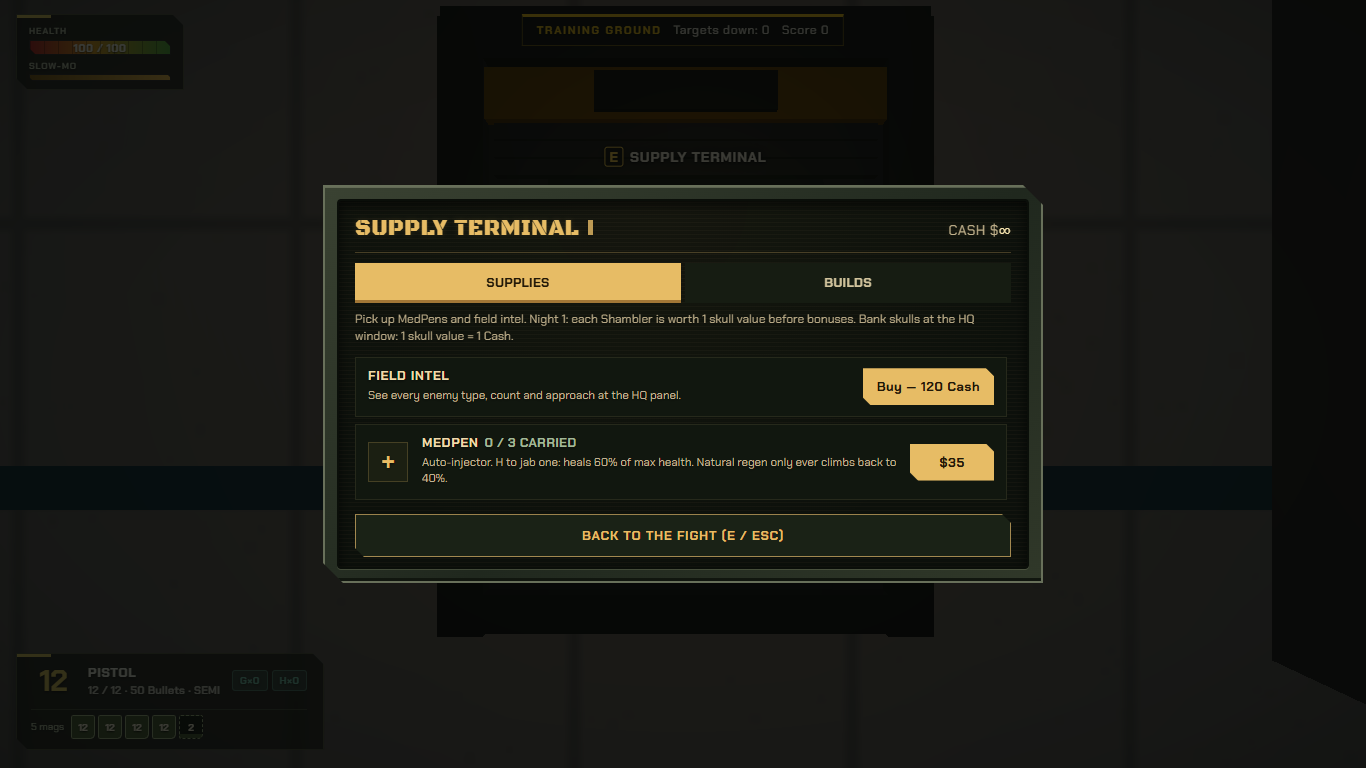 HEALTH
100 / 100
SLOW-MO
TRAINING GROUND Targets down: 0 Score 0
E SUPPLY TERMINAL
SUPPLY TERMINAL
CASH $∞
SUPPLIES
BUILDS
Pick up MedPens and field intel. Night 1: each Shambler is worth 1 skull value before bonuses. Bank skulls at the HQ
window: 1 skull value = 1 Cash.
FIELD INTEL
See every enemy type, count and approach at the HQ panel.
Buy — 120 Cash
MEDPEN 0 / 3 CARRIED
+
Auto-injector. H to jab one: heals 60% of max health. Natural regen only ever climbs back to
40%.
$35
BACK TO THE FIGHT (E / ESC)
12
PISTOL
12 / 12 · 50 Bullets · SEMI
G×0
H×0
5 mags 12 12 12 12 2